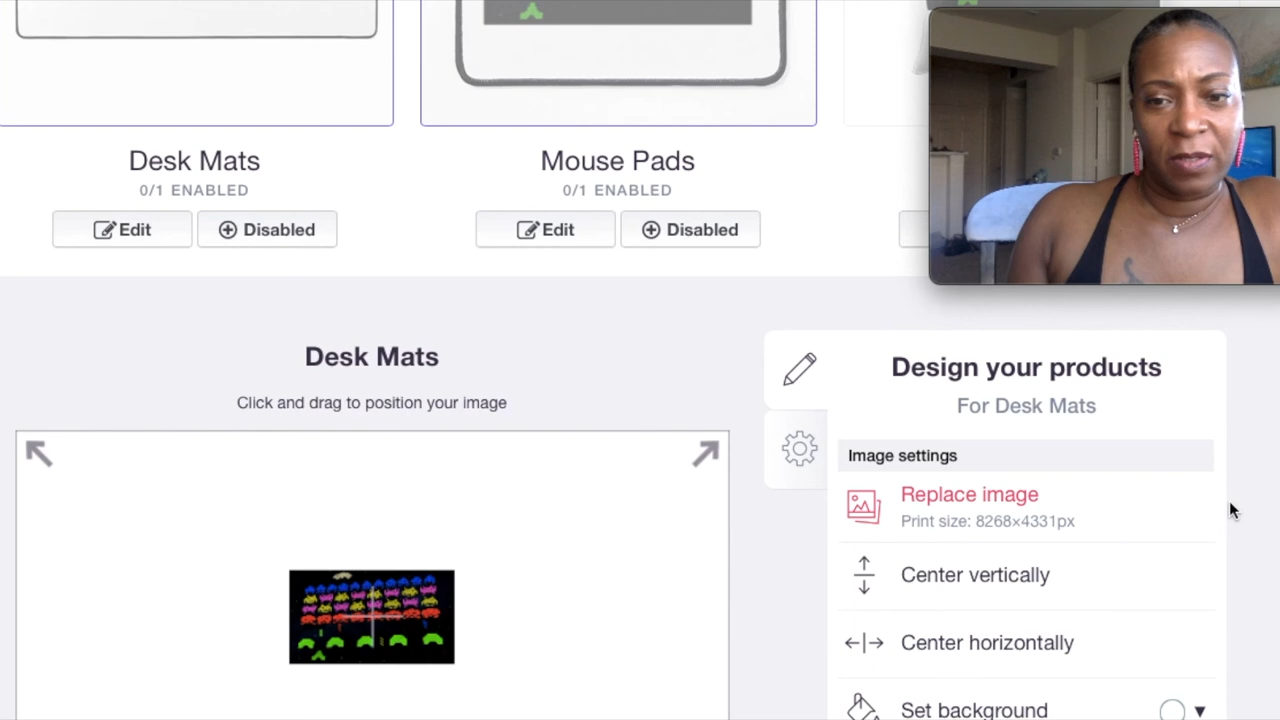 Desk Mats
0/1 ENABLED
Edit
Disabled
Mouse Pads
0/1 ENABLED
Edit
Disabled
Desk Mats
Click and drag to position your image
Design your products
For Desk Mats
Image settings
Replace image
Print size: 8268×4331px
Center vertically
Center horizontally
Set background